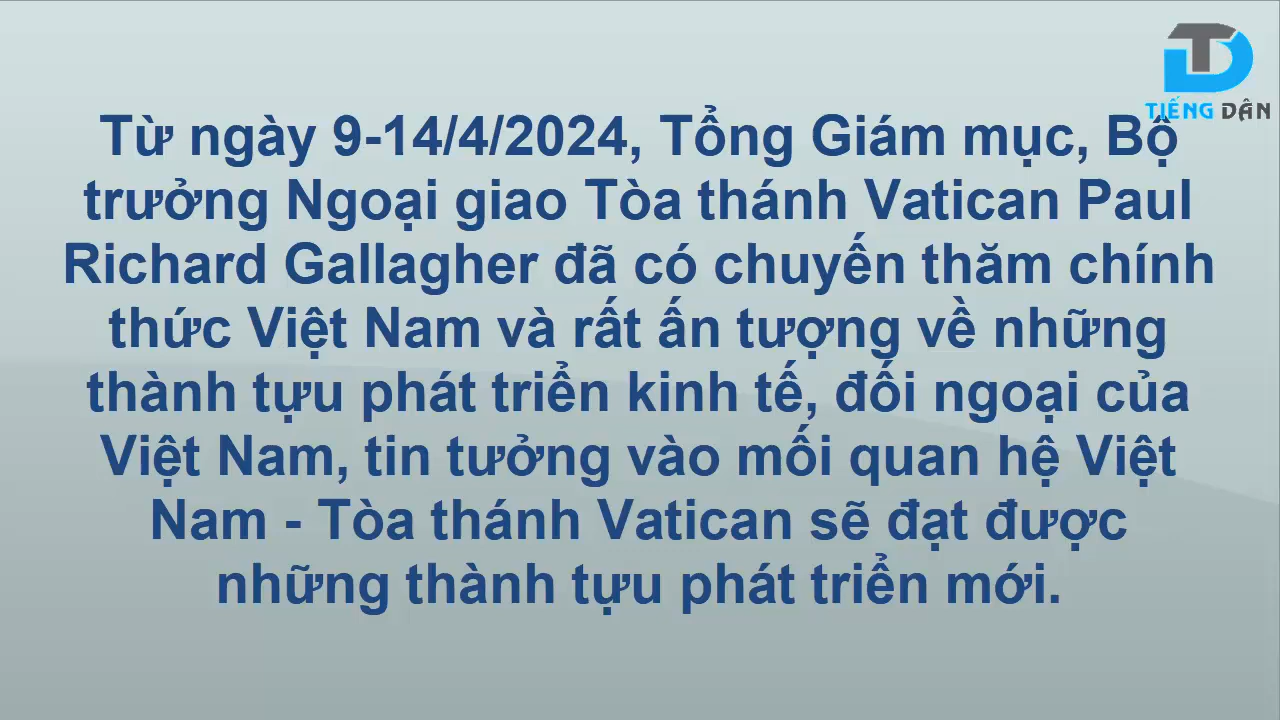 TIẾNG DÂN
Từ ngày 9-14/4/2024, Tổng Giám mục, Bộ
trưởng Ngoại giao Tòa thánh Vatican Paul
Richard Gallagher đã có chuyến thăm chính
thức Việt Nam và rất ấn tượng về những
thành tựu phát triển kinh tế, đối ngoại của
Việt Nam, tin tưởng vào mối quan hệ Việt
Nam - Tòa thánh Vatican sẽ đạt được
những thành tựu phát triển mới.